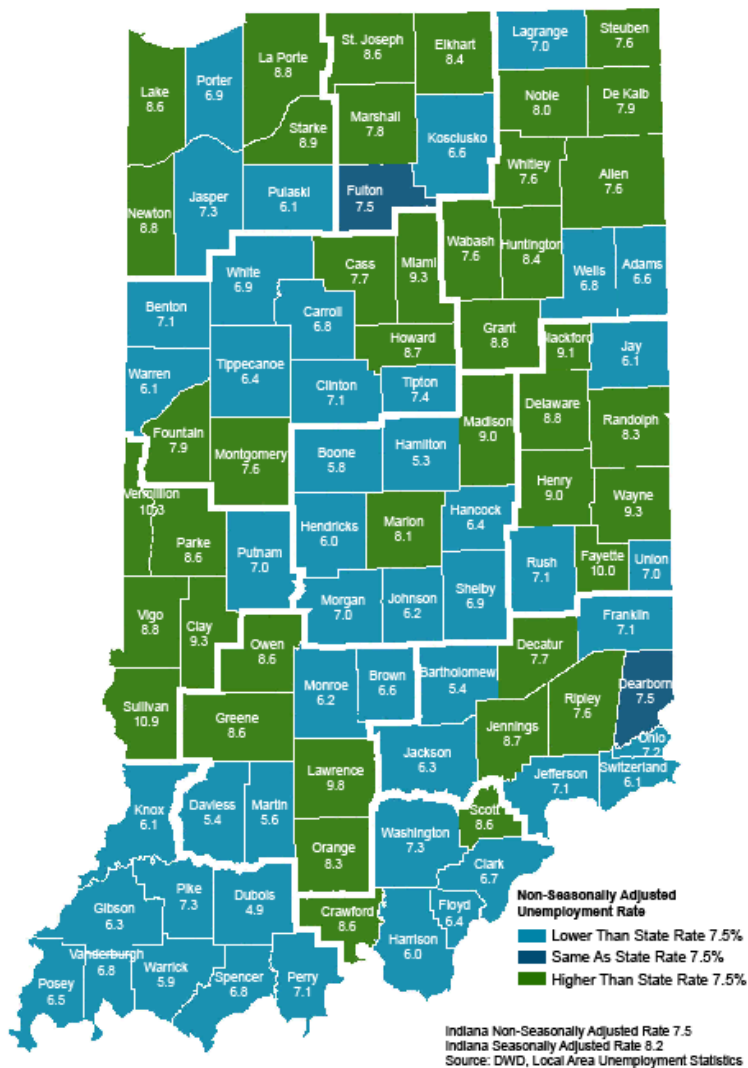 Lagrange
7.0
Steuben
7.6
St. Joseph
8.6
Elkhart
8.4
La Porte
8.8
Porter
6.9
Lake
8.6
Noble
8.0
De Kalb
7.9
Marshall
7.8
Starke
8.9
Kosciusko
6.6
Whitley
7.6
Allen
7.6
Jasper
7.3
Pulaski
6.1
Fulton
7.5
Newton
8.8
Wabash
7.6
Huntington
8.4
Miami
9.3
Cass
7.7
White
6.9
Wells
6.8
Adams
6.6
Benton
7.1
Carroll
6.8
Grant
8.8
Howard
8.7
Blackford
9.1
Jay
6.1
Warren
6.1
Tippecanoe
6.4
Clinton
7.1
Tipton
7.4
Delaware
8.8
Randolph
8.3
Madison
9.0
Fountain
7.9
Montgomery
7.6
Boone
5.8
Hamilton
5.3
Henry
9.0
Wayne
9.3
Vermillion
10.3
Hancock
6.4
Hendricks
6.0
Marion
8.1
Parke
8.6
Putnam
7.0
Rush
7.1
Fayette
10.0
Union
7.0
Shelby
6.9
Morgan
7.0
Johnson
6.2
Vigo
8.8
Clay
9.3
Franklin
7.1
Owen
8.6
Decatur
7.7
Monroe
6.2
Brown
6.6
Bartholomew
5.4
Dearborn
7.5
Ripley
7.6
Sullivan
10.9
Greene
8.6
Jennings
8.7
Ohio
7.2
Jackson
6.3
Switzerland
6.1
Jefferson
7.1
Lawrence
9.8
Knox
6.1
Daviess
5.4
Martin
5.6
Scott
8.6
Washington
7.3
Orange
8.3
Clark
6.7
Pike
7.3
Dubois
4.9
Gibson
6.3
Crawford
8.6
Floyd
6.4
Harrison
6.0
Vanderburgh
6.8
Warrick
5.9
Spencer
6.8
Perry
7.1
Posey
6.5
Non-Seasonally Adjusted
Unemployment Rate
Lower Than State Rate 7.5%
Same As State Rate 7.5%
Higher Than State Rate 7.5%
Indiana Non-Seasonally Adjusted Rate 7.5
Indiana Seasonally Adjusted Rate 8.2
Source: DWD, Local Area Unemployment Statistics